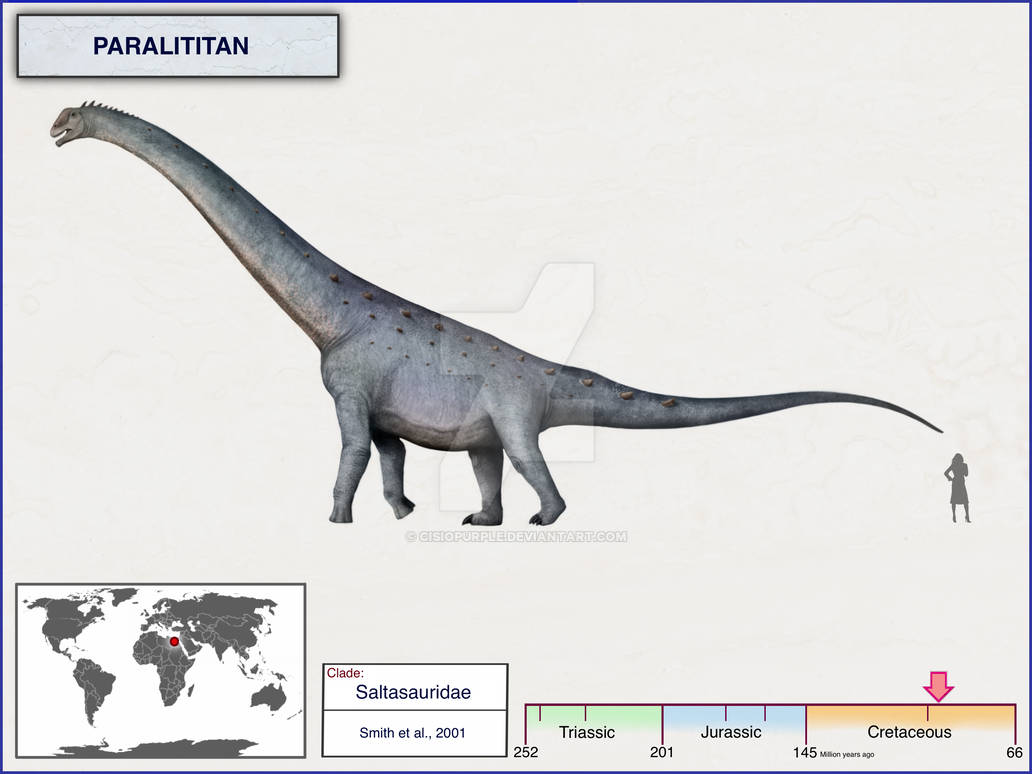 PARALITITAN
© CISIOPURPLE.DEVIANTART.COM
Clade:
Saltasauridae
Smith et al., 2001
Triassic
Jurassic
Cretaceous
252
201
145 Million years ago
66